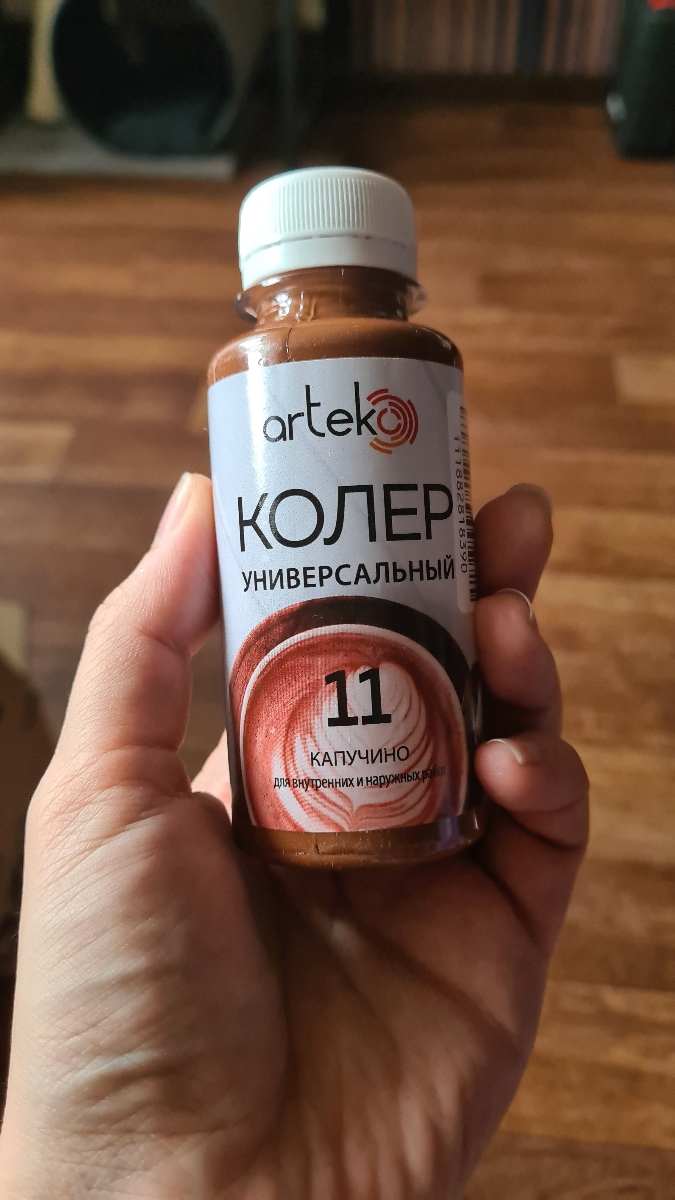 arteko
КОЛЕР
УНИВЕРСАЛЬНЫЙ
11
КАПУЧИНО
для внутренних и наружных работ